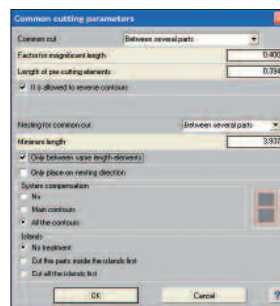 Common cutting parameters
Common cut Between several parts
Factor for magnificent length 0.400
Length of pre cutting elements 0.394
It is allowed to reverse contours
Nesting for common cut Between several parts
Minimum length 3.937
Only between same length elements
Only place on nesting direction
System compensation
No
Main contours
All the contours
Islands
No treatment
Cut the parts inside the islands first
Cut all the islands first
OK Cancel ?